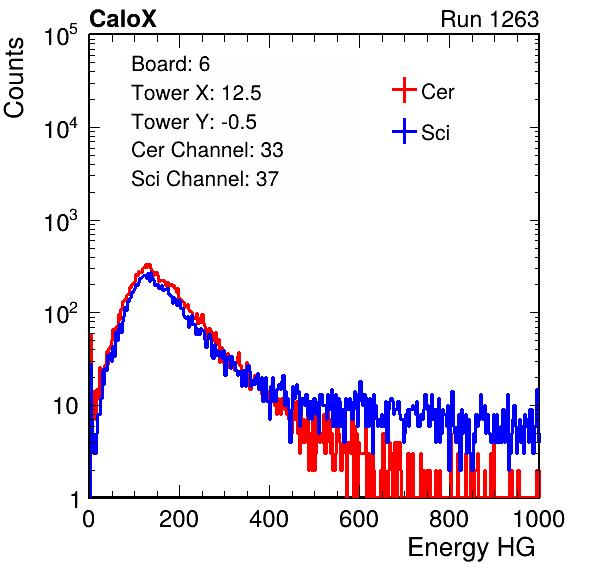 CaloX Run 1263
Counts
10^5
10^4
10^3
10^2
10
1
Board: 6
Tower X: 12.5
Tower Y: -0.5
Cer Channel: 33
Sci Channel: 37
Cer
Sci
0 200 400 600 800 1000
Energy HG